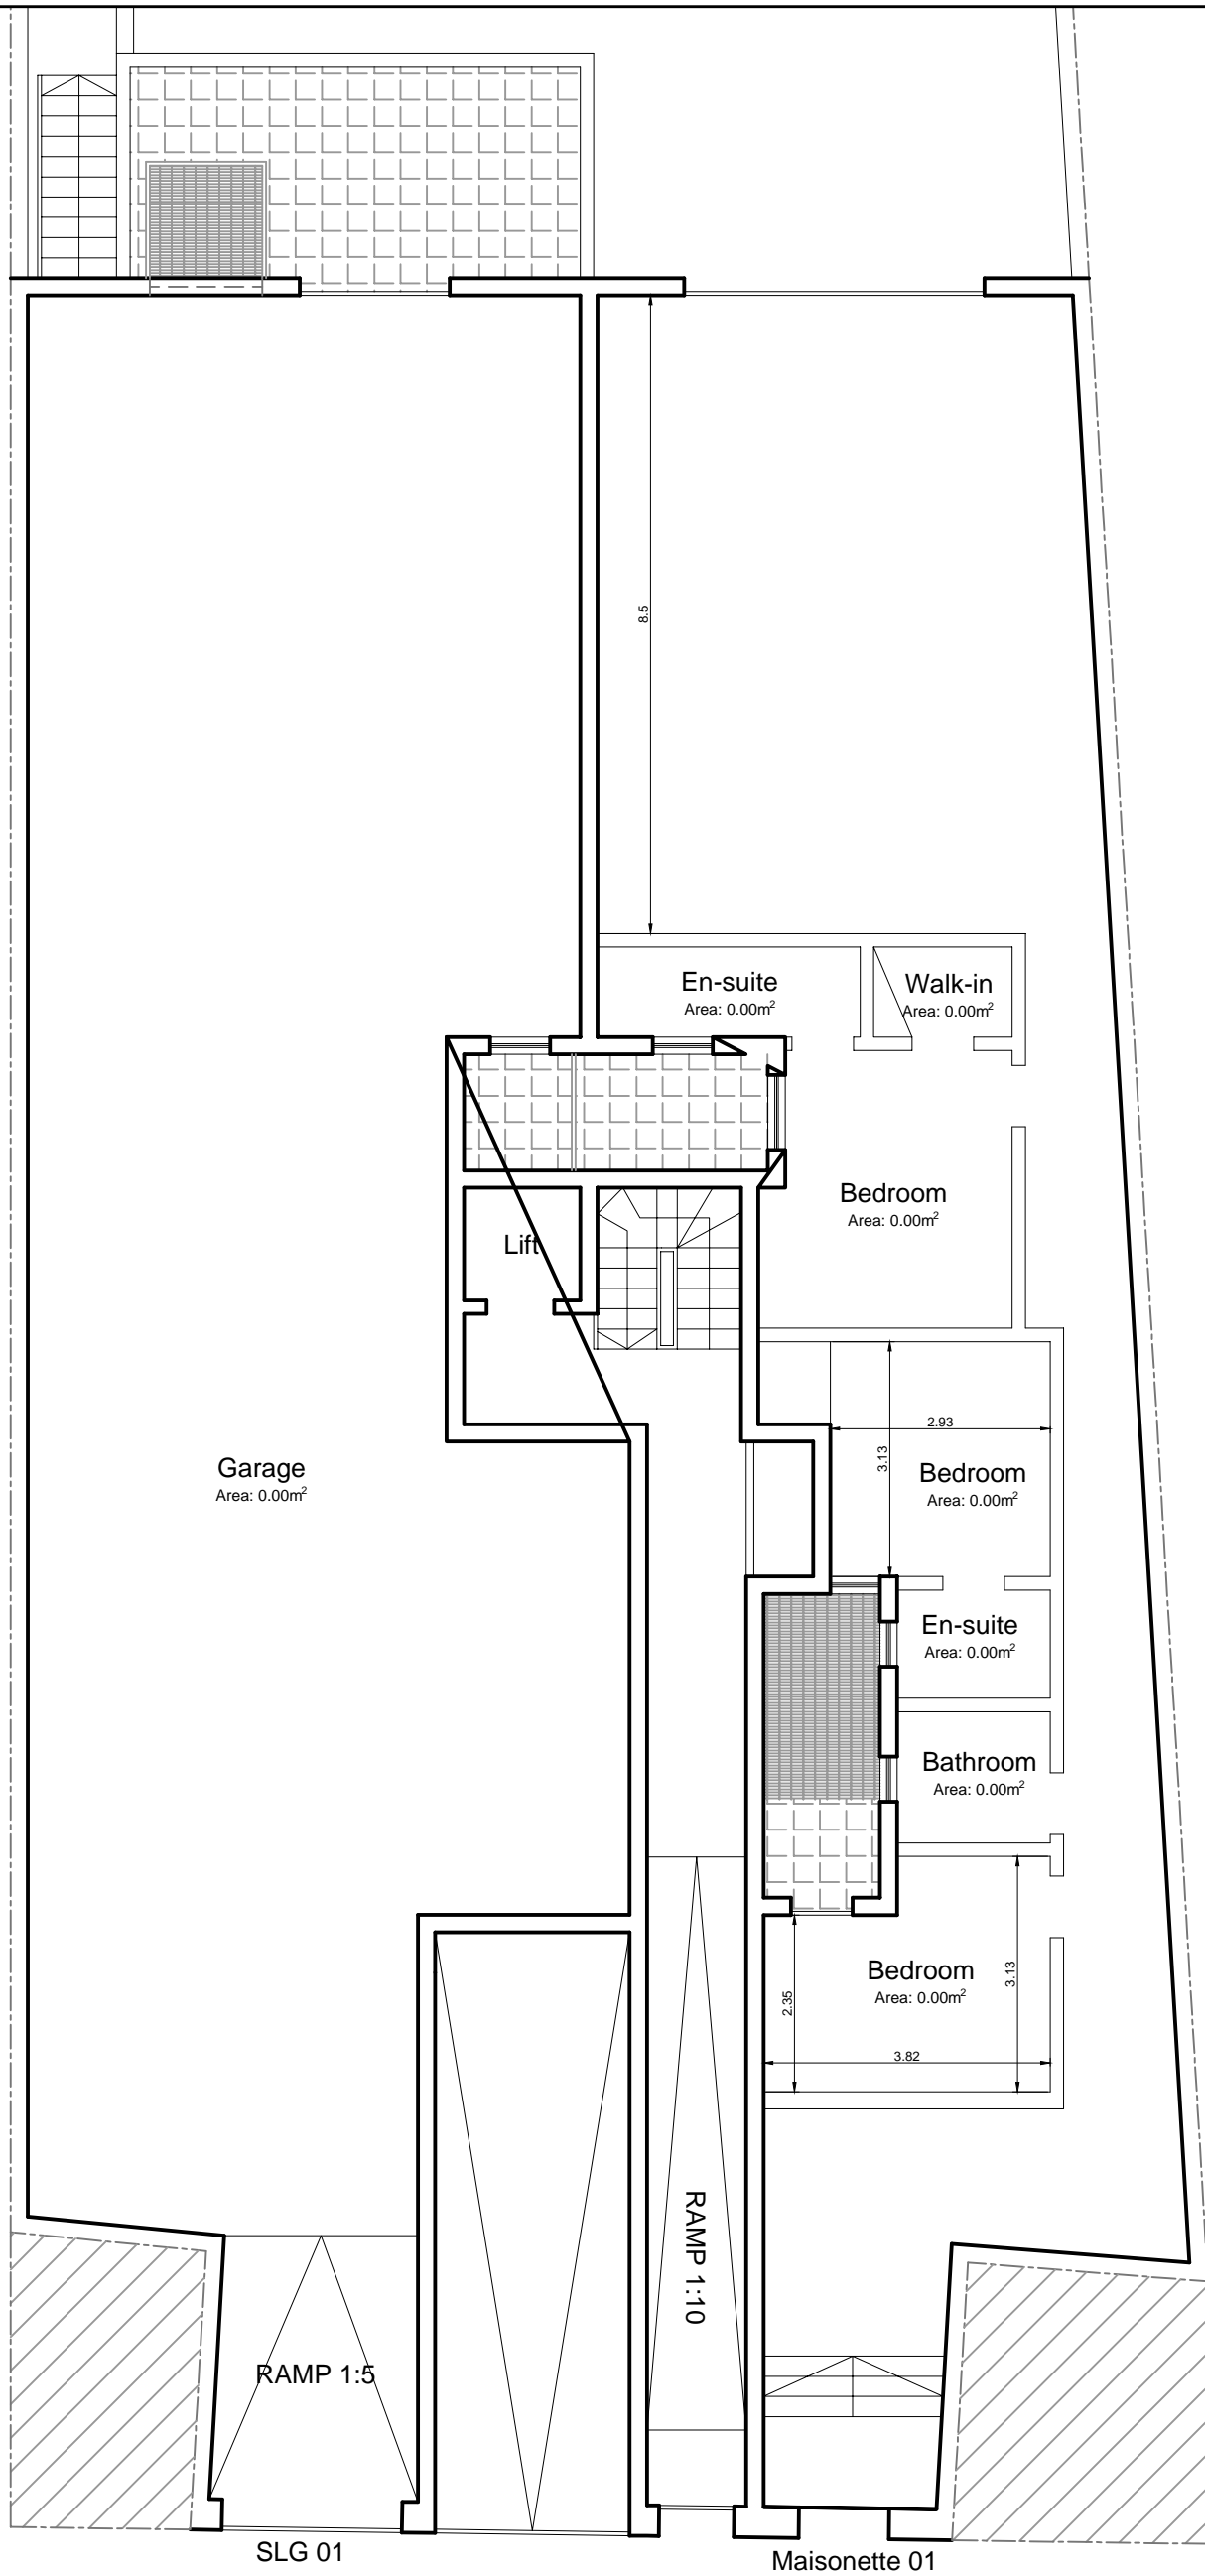 8.5
En-suite
Area: 0.00m²
Walk-in
Area: 0.00m²
Bedroom
Area: 0.00m²
Lift
2.93
3.13
Bedroom
Area: 0.00m²
Garage
Area: 0.00m²
En-suite
Area: 0.00m²
Bathroom
Area: 0.00m²
Bedroom
Area: 0.00m²
3.13
2.35
3.82
RAMP 1:10
RAMP 1:5
SLG 01
Maisonette 01